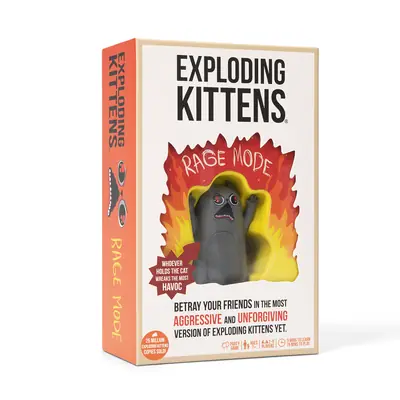 EXPLODING
KITTENS
RAGE MODE
EXPLODING
KITTENS®
RAGE MODE
WHOEVER
HOLDS THE CAT
WREAKS THE MOST
HAVOC
BETRAY YOUR FRIENDS IN THE MOST
AGGRESSIVE AND UNFORGIVING
VERSION OF EXPLODING KITTENS YET.